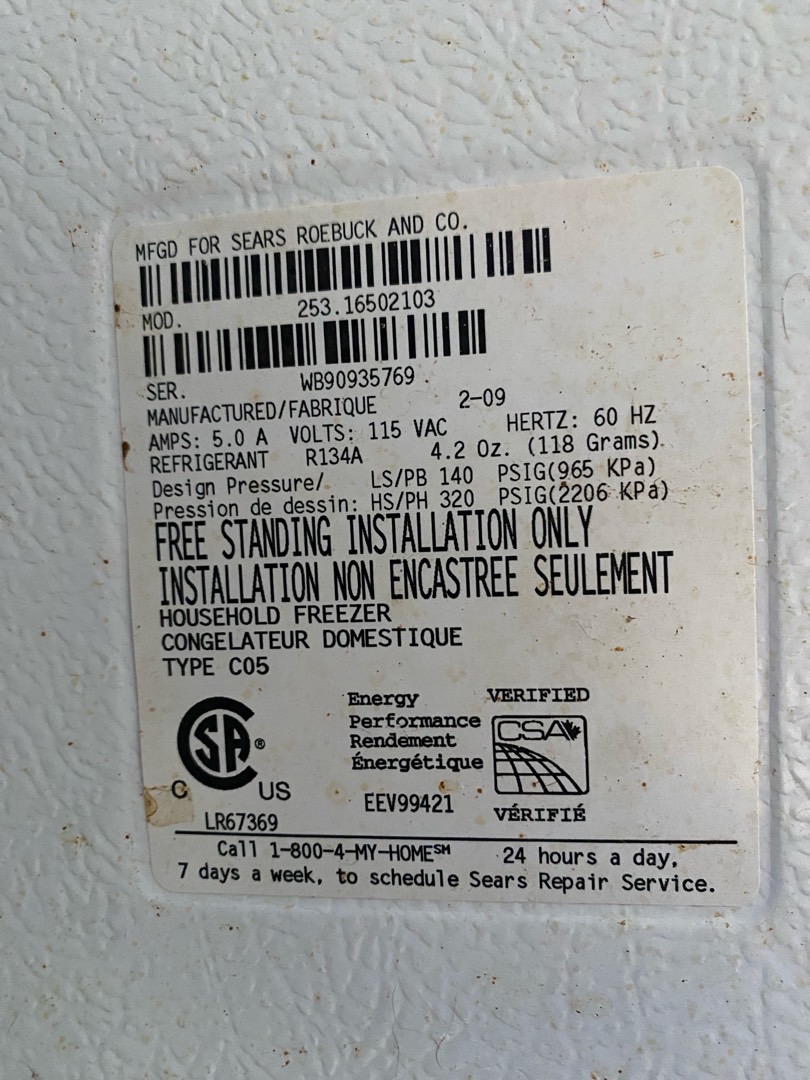 MFGD FOR SEARS ROEBUCK AND CO.
MOD. 253.16502103
SER. WB90935769
MANUFACTURED/FABRIQUE 2-09
AMPS: 5.0 A VOLTS: 115 VAC HERTZ: 60 HZ
REFRIGERANT R134A 4.2 Oz. (118 Grams).
Design Pressure/ LS/PB 140 PSIG(965 KPa)
Pression de dessin: HS/PH 320 PSIG(2206 KPa)
FREE STANDING INSTALLATION ONLY
INSTALLATION NON ENCASTREE SEULEMENT
HOUSEHOLD FREEZER
CONGELATEUR DOMESTIQUE
TYPE C05
SA®
C US
LR67369
Energy
Performance
Rendement
Énergétique
EEV99421
VERIFIED
CSA
VÉRIFIÉ
Call 1-800-4-MY-HOME℠ 24 hours a day,
7 days a week, to schedule Sears Repair Service.